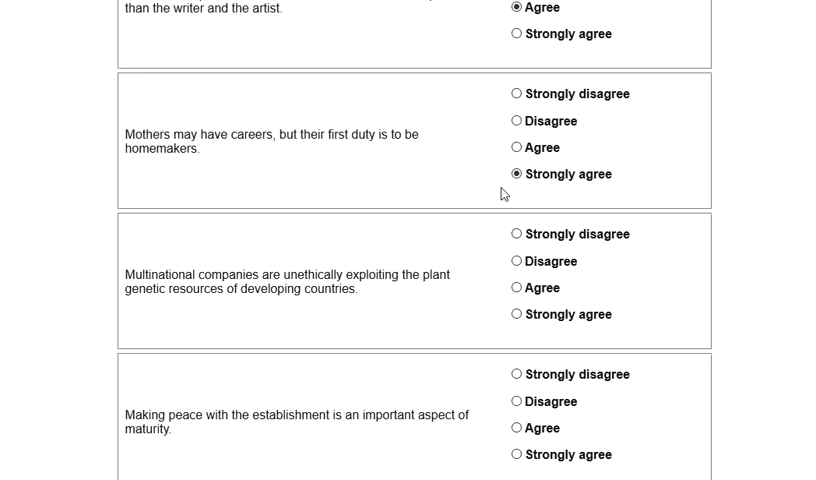 than the writer and the artist.
Agree
Strongly agree
Strongly disagree
Disagree
Mothers may have careers, but their first duty is to be
homemakers.
Agree
Strongly agree
Strongly disagree
Disagree
Multinational companies are unethically exploiting the plant
genetic resources of developing countries.
Agree
Strongly agree
Strongly disagree
Disagree
Making peace with the establishment is an important aspect of
maturity.
Agree
Strongly agree